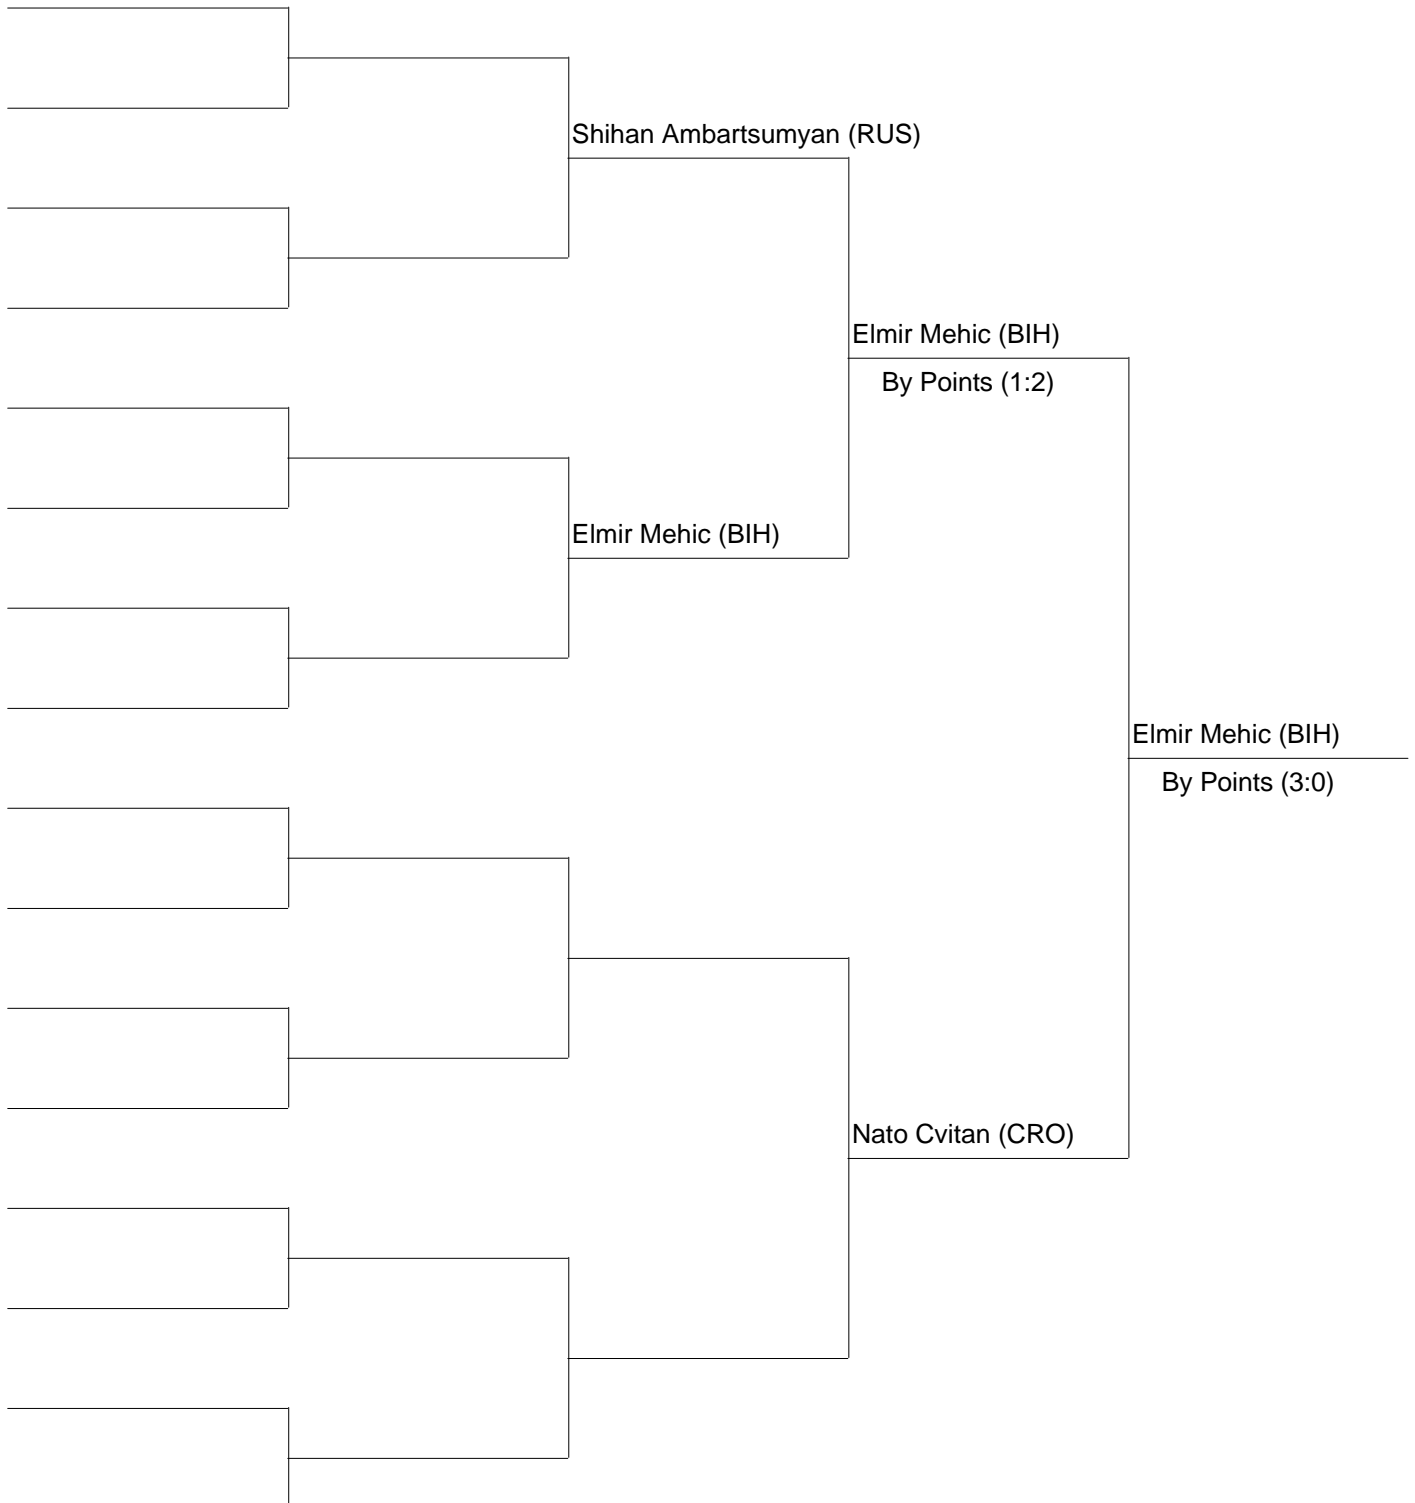 Shihan Ambartsumyan (RUS)
Elmir Mehic (BIH)
By Points (1:2)
Elmir Mehic (BIH)
Elmir Mehic (BIH)
By Points (3:0)
Nato Cvitan (CRO)